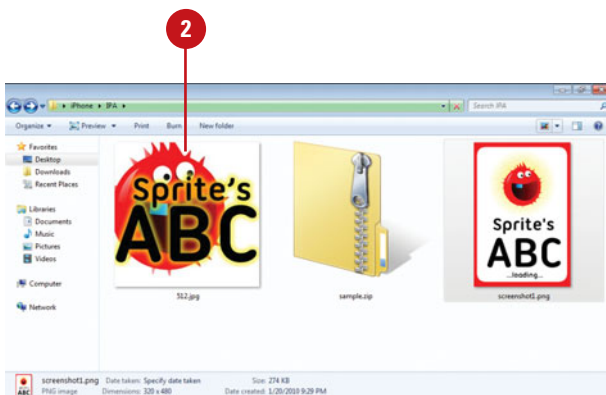 2
iPhone ▸ IPA ▸
Search IPA
Organize ▾ Preview ▾ Print Burn New folder
Favorites
Desktop
Downloads
Recent Places
Libraries
Documents
Music
Pictures
Videos
Computer
Network
Sprite's
ABC
512.jpg
sample.zip
Sprite's
ABC
...loading...
screenshot1.png
screenshot1.png Date taken: Specify date taken Size: 274 KB
PNG image Dimensions: 320 x 480 Date created: 1/20/2010 9:29 PM